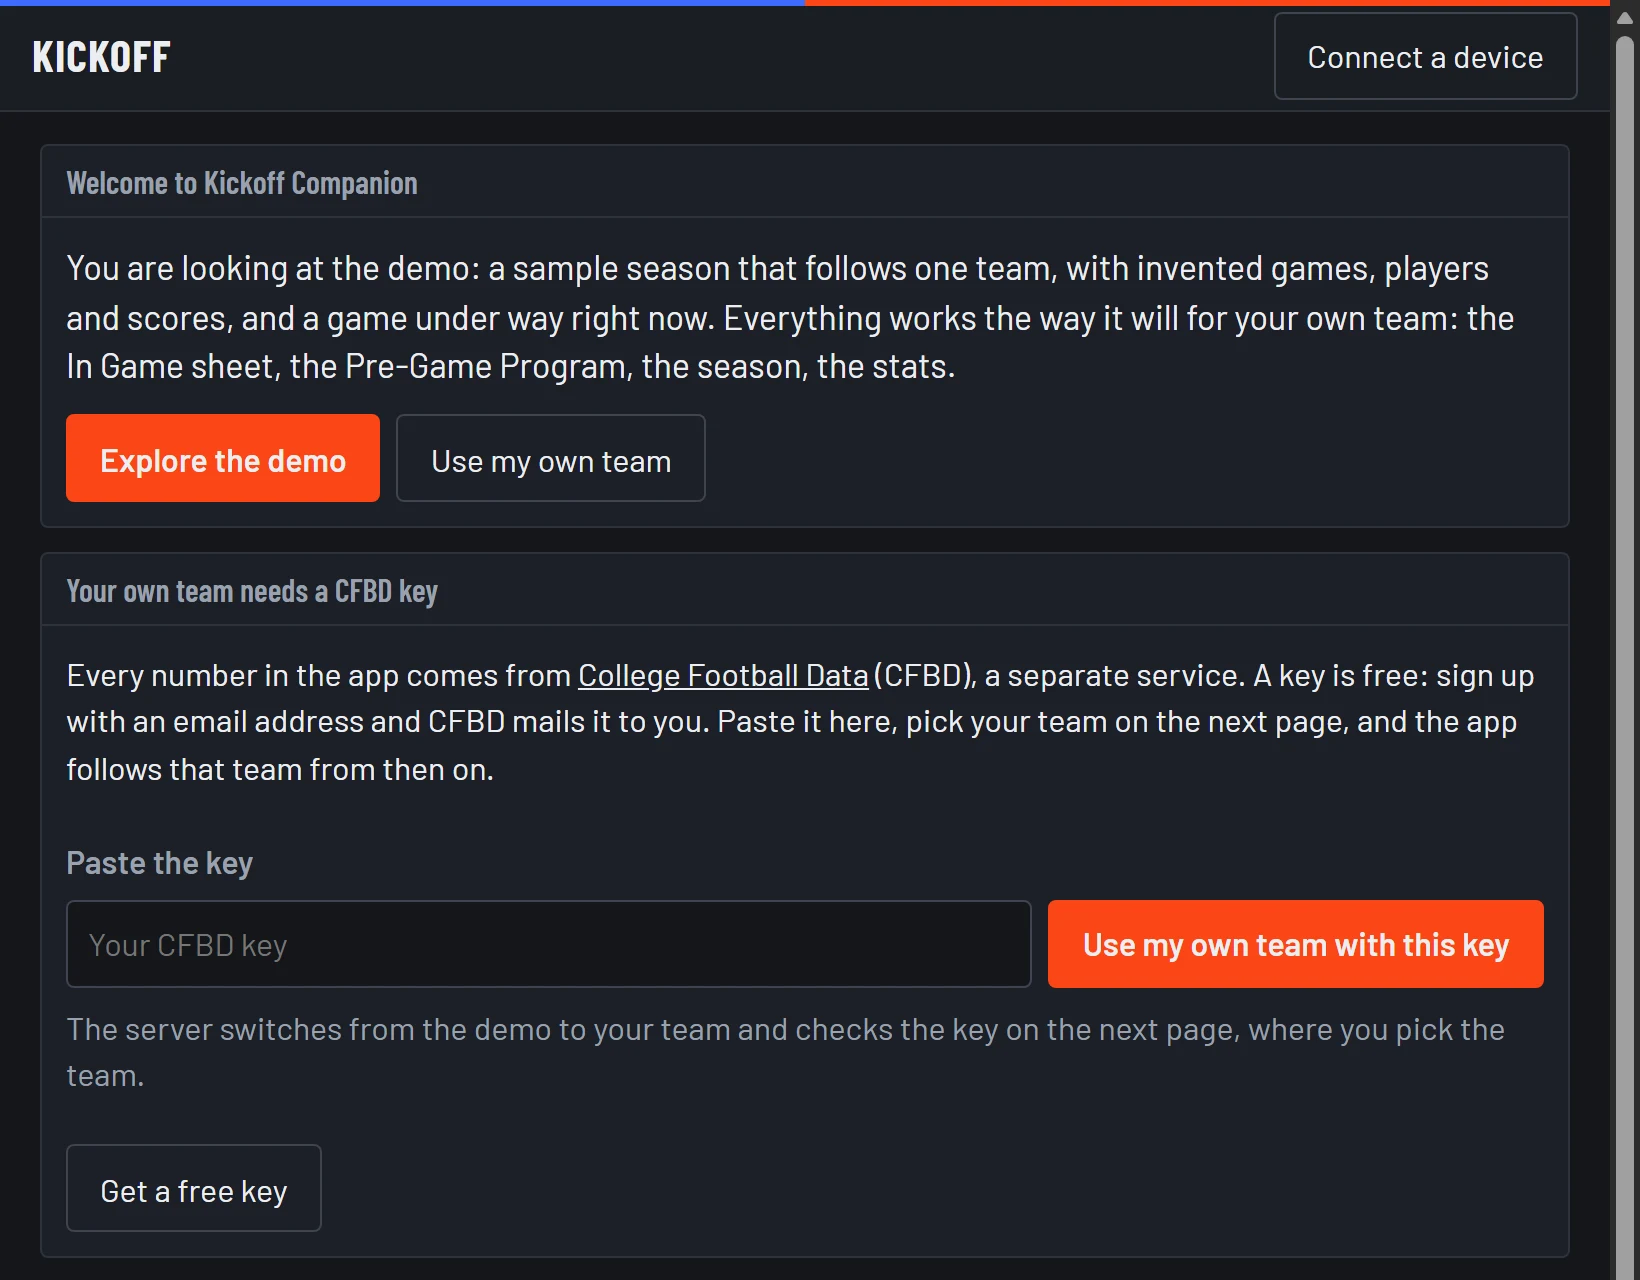 KICKOFF
Connect a device
Welcome to Kickoff Companion
You are looking at the demo: a sample season that follows one team, with invented games, players
and scores, and a game under way right now. Everything works the way it will for your own team: the
In Game sheet, the Pre-Game Program, the season, the stats.
Explore the demo
Use my own team
Your own team needs a CFBD key
Every number in the app comes from College Football Data (CFBD), a separate service. A key is free: sign up
with an email address and CFBD mails it to you. Paste it here, pick your team on the next page, and the app
follows that team from then on.
Paste the key
Your CFBD key
Use my own team with this key
The server switches from the demo to your team and checks the key on the next page, where you pick the
team.
Get a free key